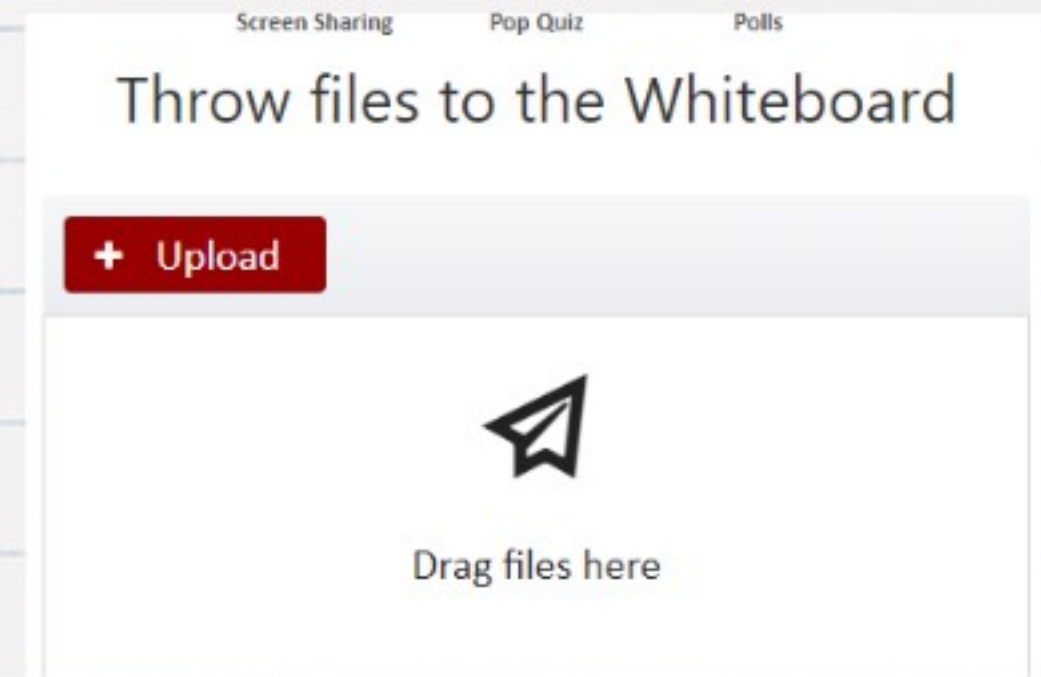 Screen Sharing Pop Quiz Polls
Throw files to the Whiteboard
+ Upload
Drag files here